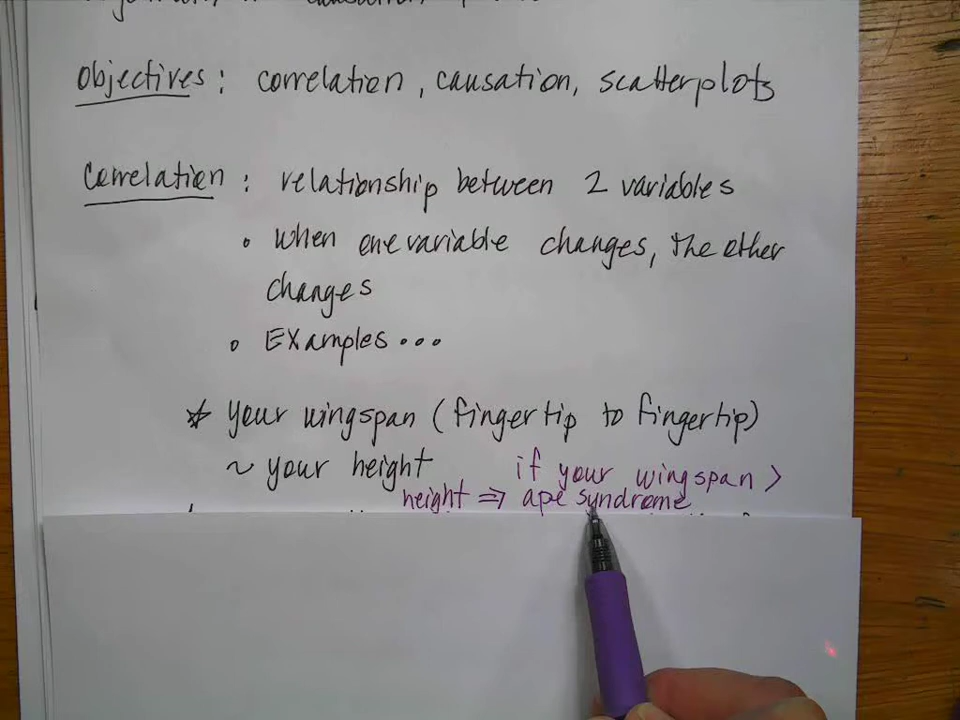 Objectives: correlation, causation, scatterplots
Correlation: relationship between 2 variables
• When one variable changes, the other
changes
• Examples...
* Your wingspan (fingertip to fingertip)
~ your height if your wingspan >
height ⇒ ape syndrome